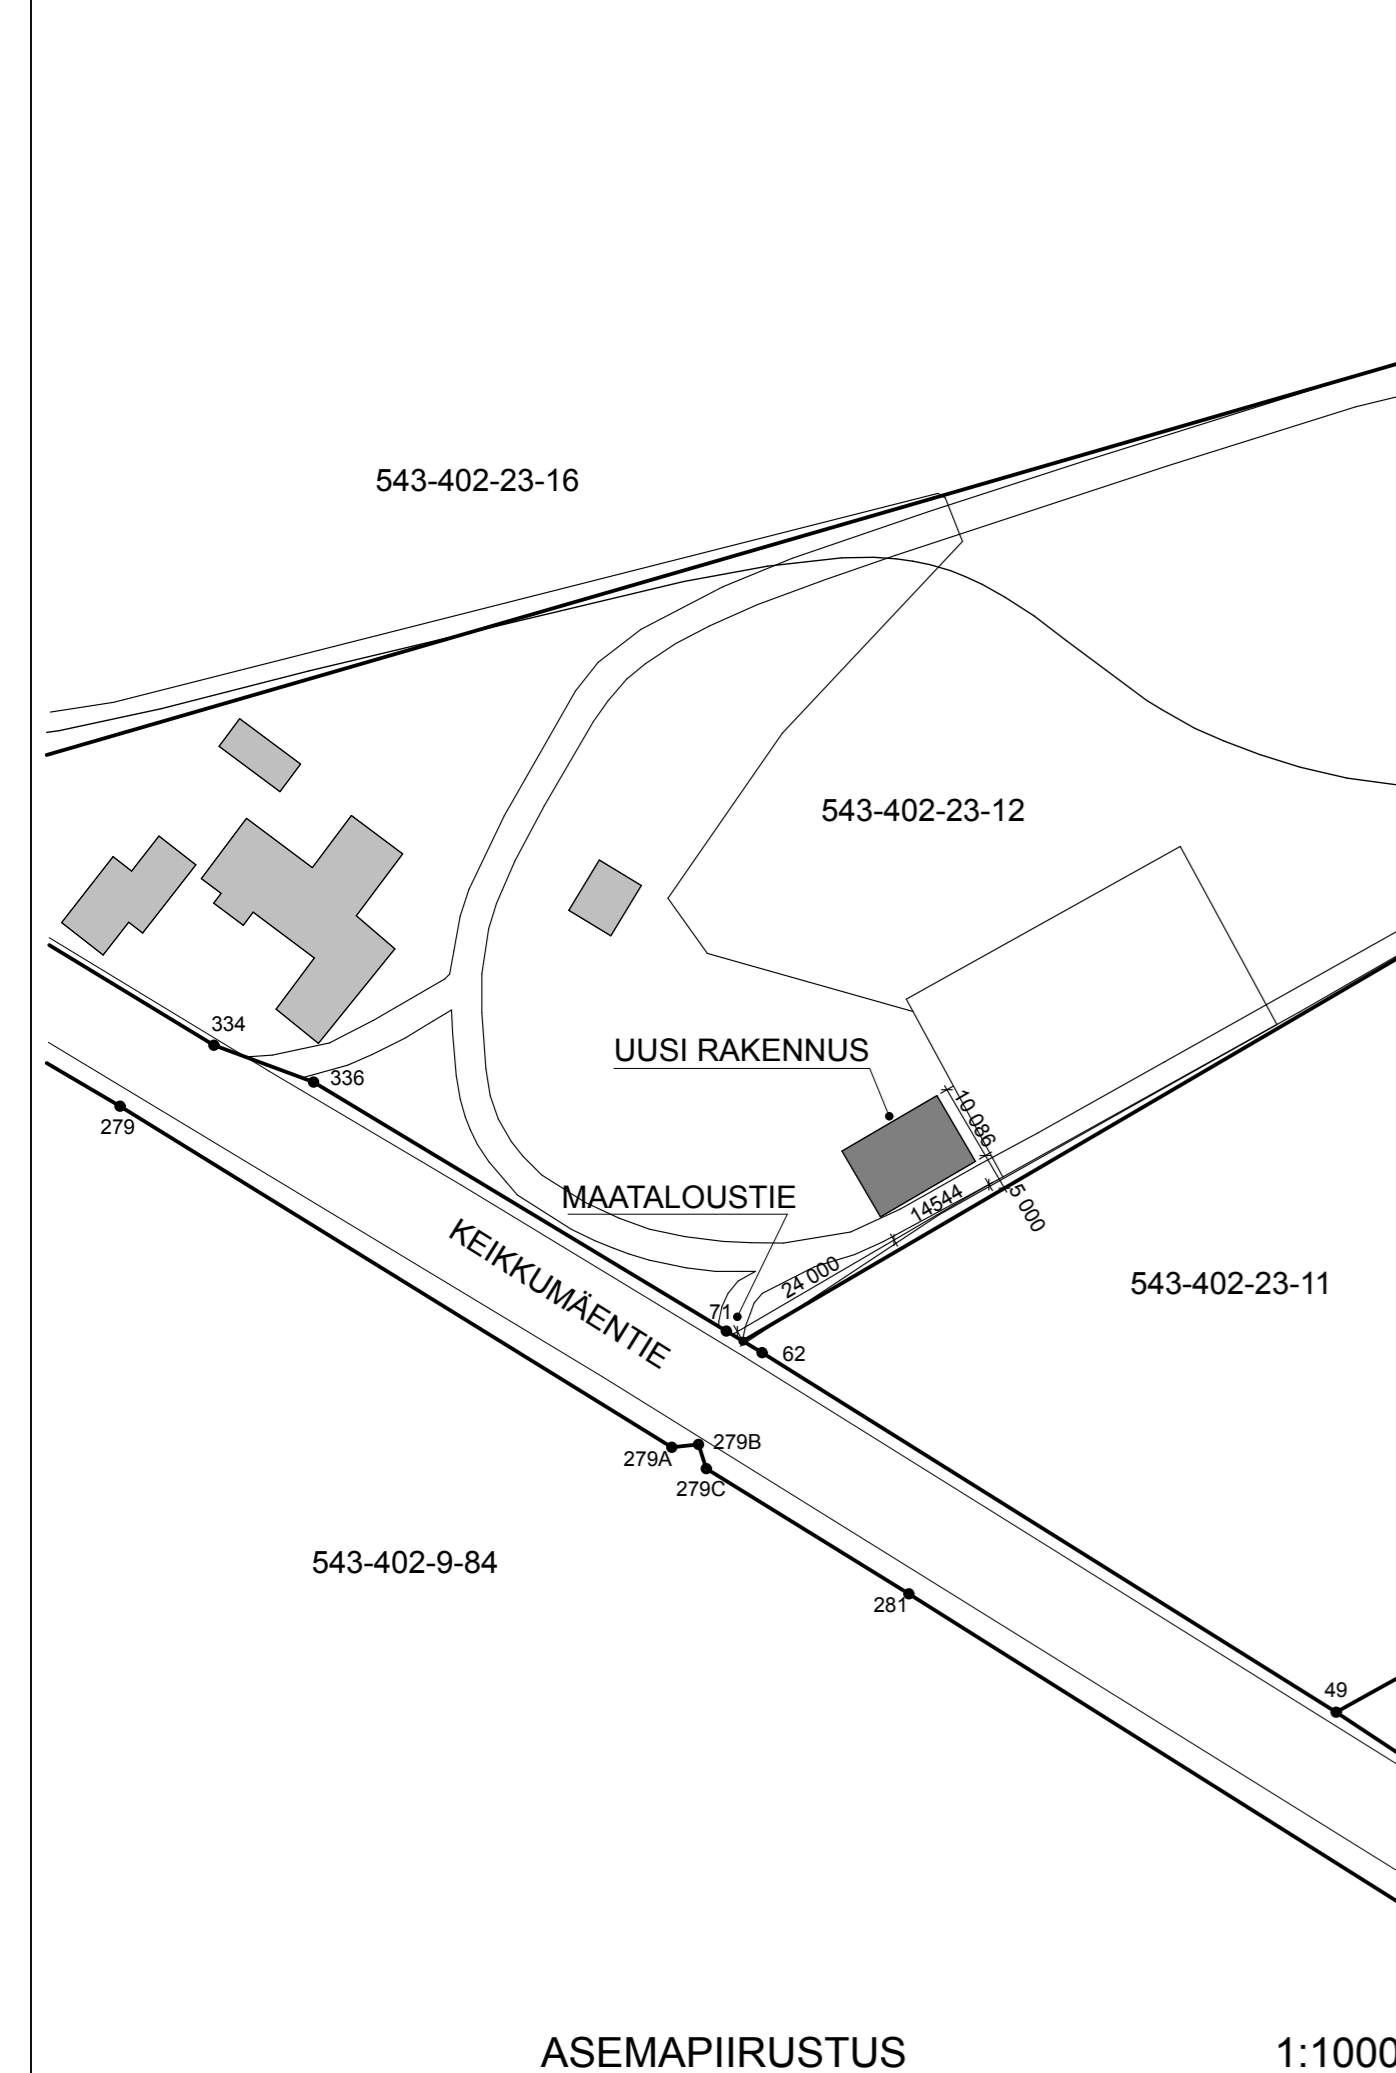 543-402-23-16
543-402-23-12
334
UUSI RAKENNUS
336
10 086
279
MAATALOUSTIE
14544
5 000
KEIKKUMÄENTIE
24 000
543-402-23-11
71
62
279B
279A
279C
543-402-9-84
281
49
ASEMAPIIRUSTUS
1:1000